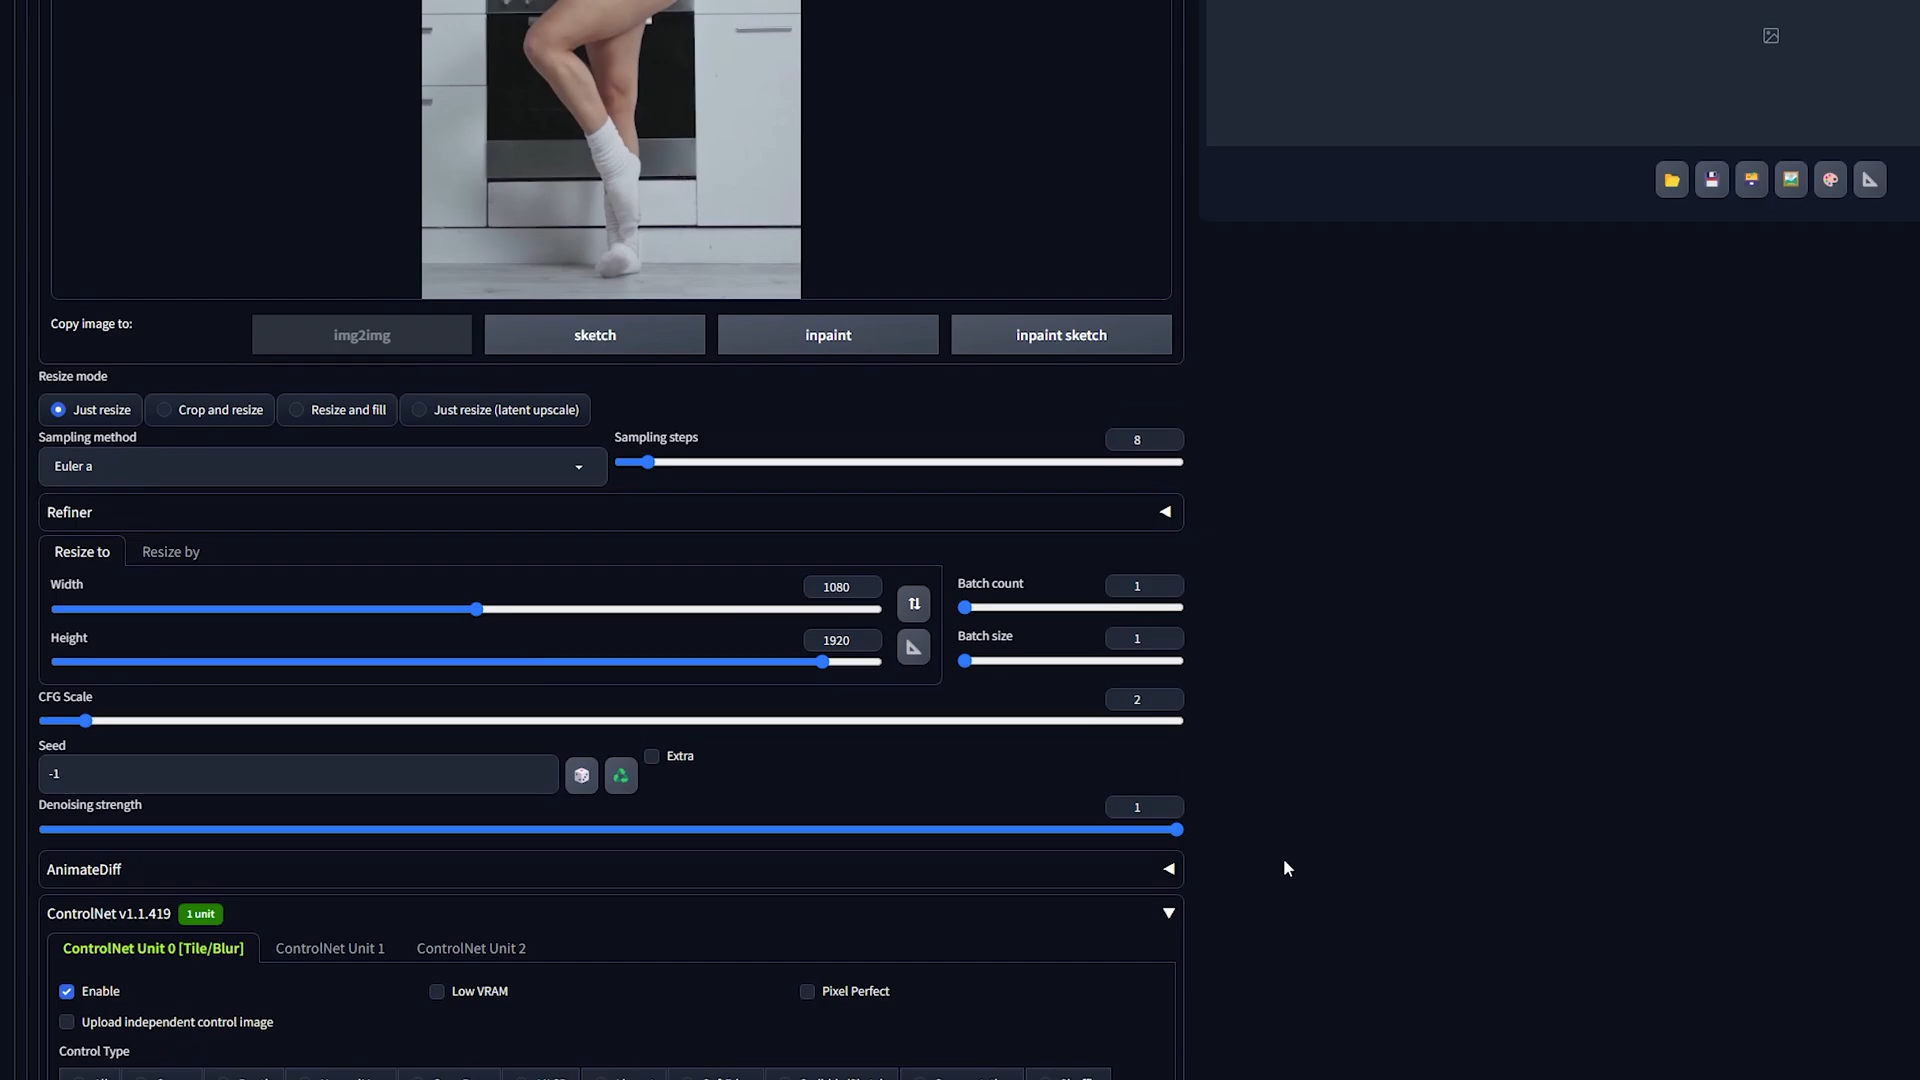 Copy image to:
img2img
sketch
inpaint
inpaint sketch
Resize mode
Just resize
Crop and resize
Resize and fill
Just resize (latent upscale)
Sampling method
Sampling steps
8
Euler a
Refiner
Resize to
Resize by
Width
1080
Batch count
1
Height
1920
Batch size
1
CFG Scale
2
Seed
-1
Extra
Denoising strength
1
AnimateDiff
ControlNet v1.1.419
1 unit
ControlNet Unit 0 [Tile/Blur]
ControlNet Unit 1
ControlNet Unit 2
Enable
Low VRAM
Pixel Perfect
Upload independent control image
Control Type